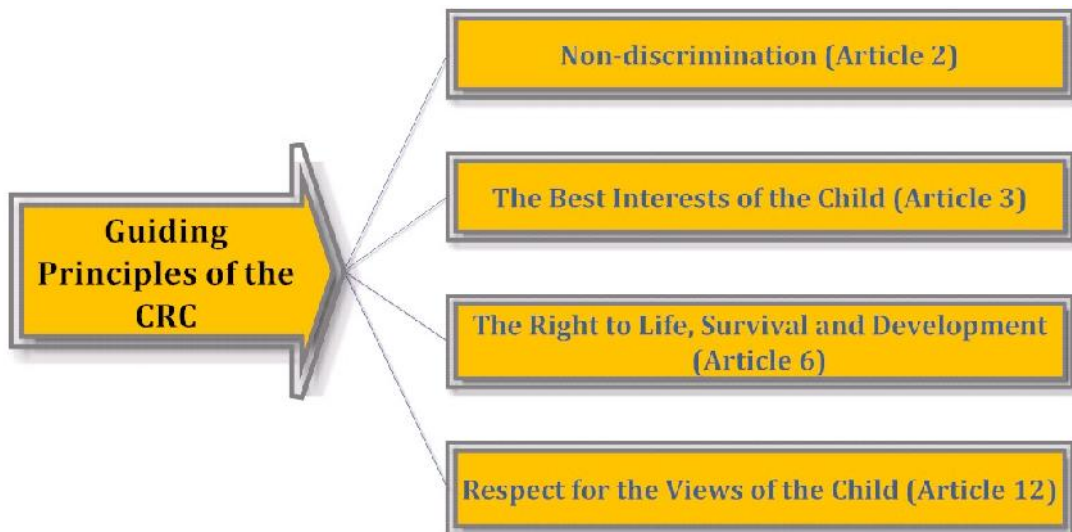 Guiding
Principles of the
CRC
Non-discrimination (Article 2)
The Best Interests of the Child (Article 3)
The Right to Life, Survival and Development
(Article 6)
Respect for the Views of the Child (Article 12)